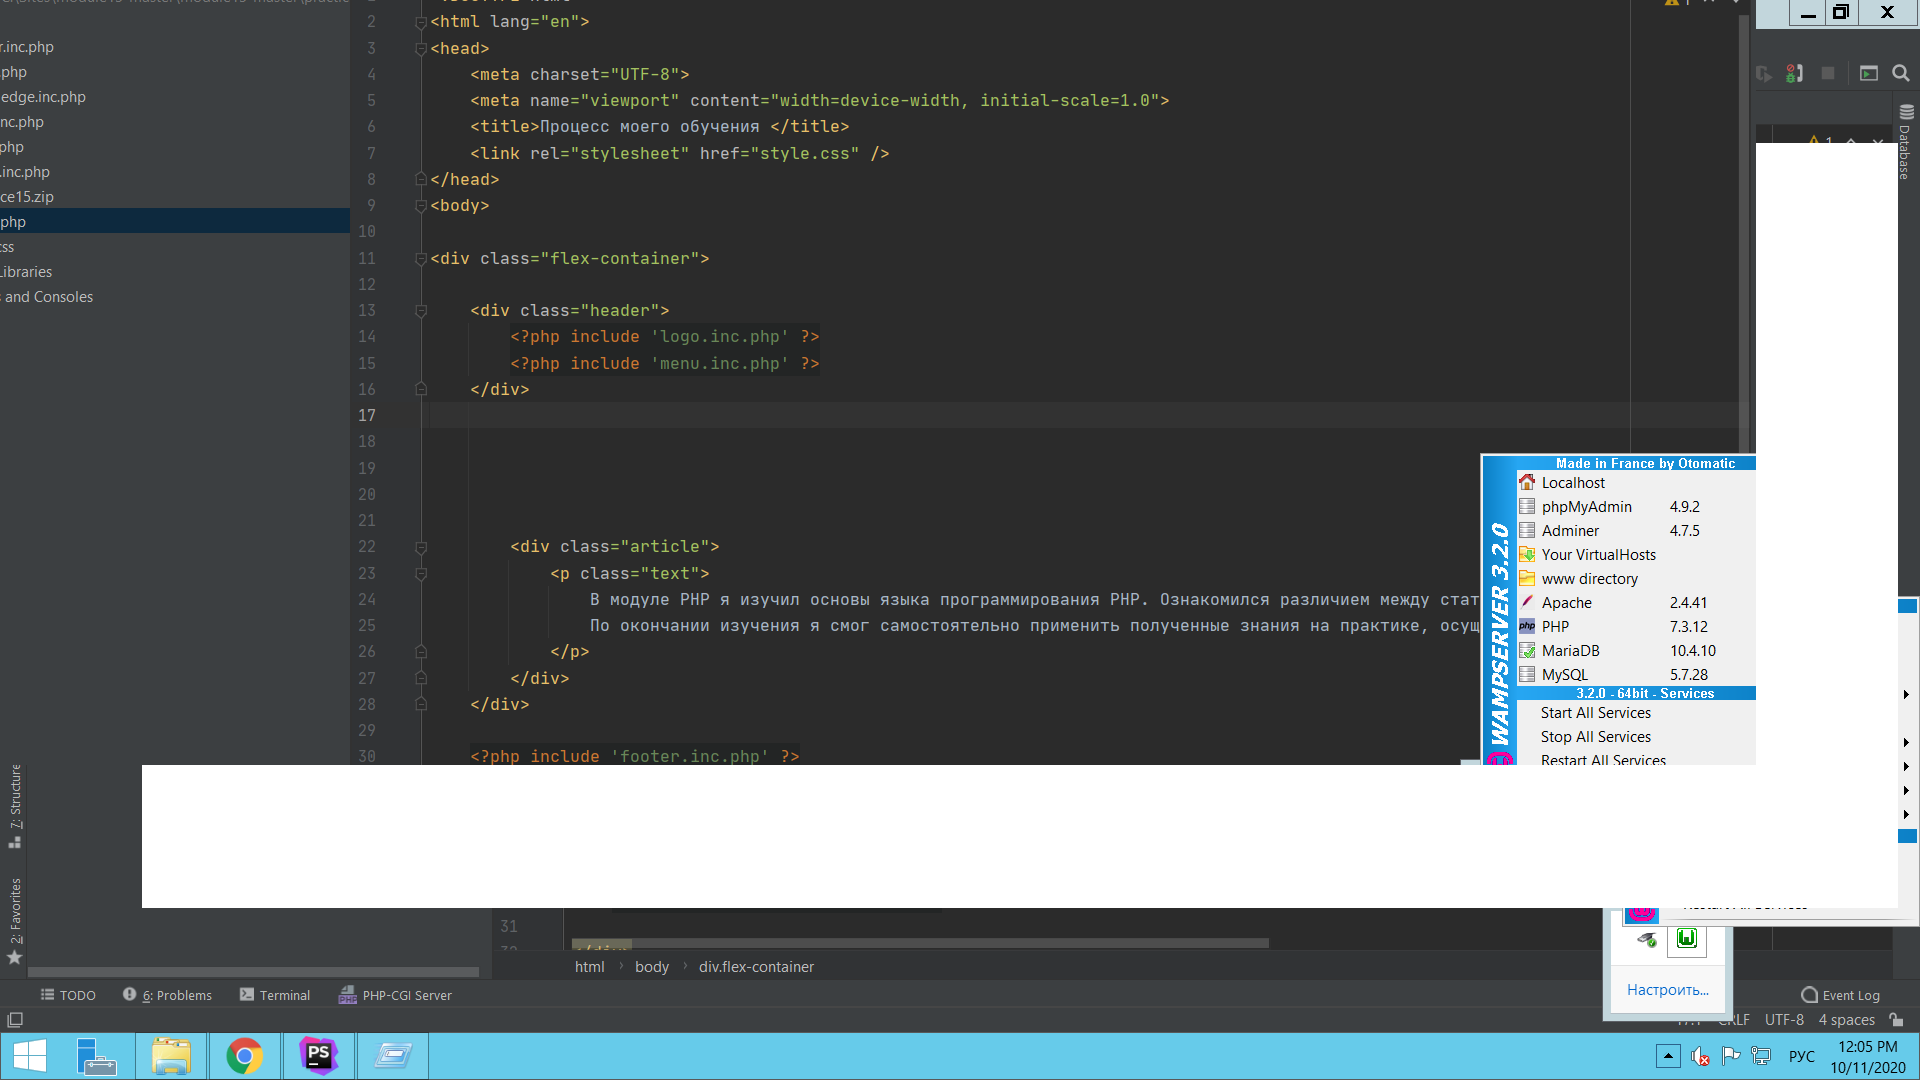 r.inc.php
.php
edge.inc.php
nc.php
php
.inc.php
ce15.zip
php
css
Libraries
and Consoles
2 <html lang="en">
3 <head>
4 <meta charset="UTF-8">
5 <meta name="viewport" content="width=device-width, initial-scale=1.0">
6 <title>Процесс моего обучения </title>
7 <link rel="stylesheet" href="style.css" />
8 </head>
9 <body>
10
11 <div class="flex-container">
12
13 <div class="header">
14 <?php include 'logo.inc.php' ?>
15 <?php include 'menu.inc.php' ?>
16 </div>
17
18
19
20
21
22 <div class="article">
23 <p class="text">
24 В модуле PHP я изучил основы языка программирования PHP. Ознакомился различием между стат
25 По окончании изучения я смог самостоятельно применить полученные знания на практике, осущ
26 </p>
27 </div>
28 </div>
29
30 <?php include 'footer.inc.php' ?>
31
Database
1
Made in France by Otomatic
WAMPSERVER 3.2.0
Localhost
phpMyAdmin 4.9.2
Adminer 4.7.5
Your VirtualHosts
www directory
Apache 2.4.41
php PHP 7.3.12
MariaDB 10.4.10
MySQL 5.7.28
3.2.0 - 64bit - Services
Start All Services
Stop All Services
Restart All Services
7: Structure
2: Favorites
html › body › div.flex-container
Настроить...
TODO 6: Problems Terminal PHP-CGI Server
Event Log
CRLF UTF-8 4 spaces
PS
РУС
12:05 PM
10/11/2020